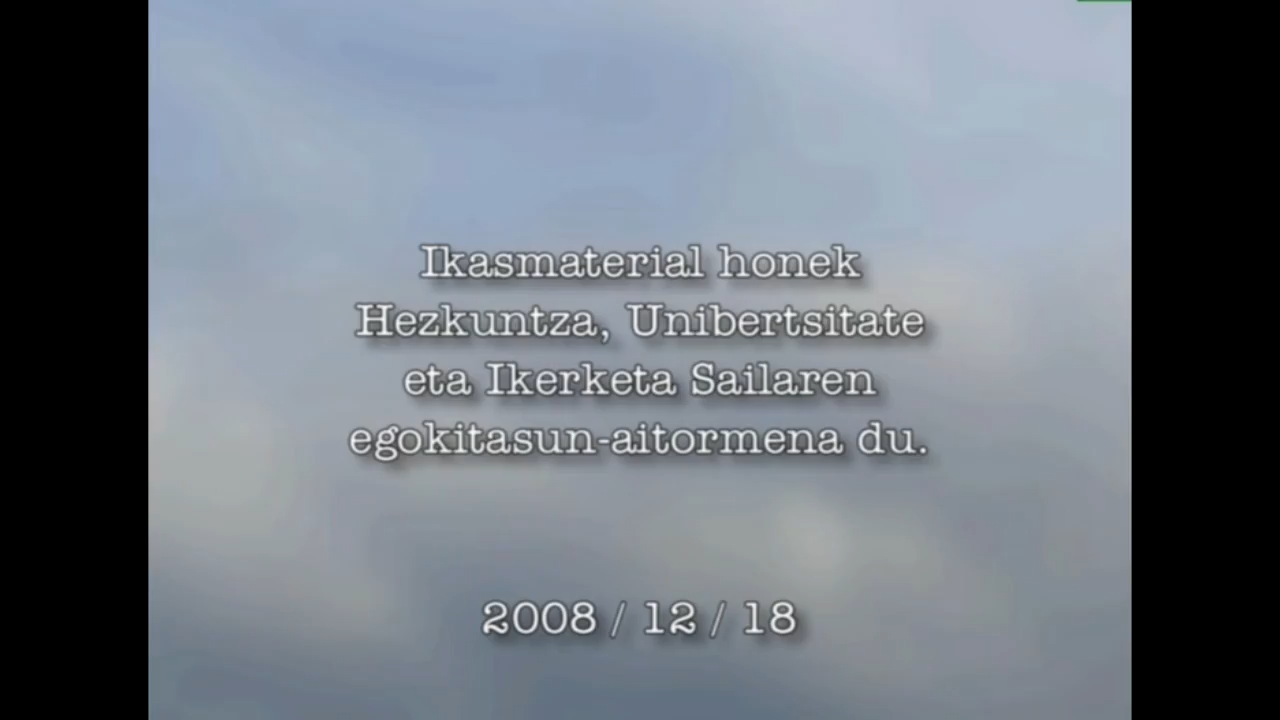 Ikasmaterial honek
Hezkuntza, Unibertsitate
eta Ikerketa Sailaren
egokitasun-aitormena du.
2008 / 12 / 18